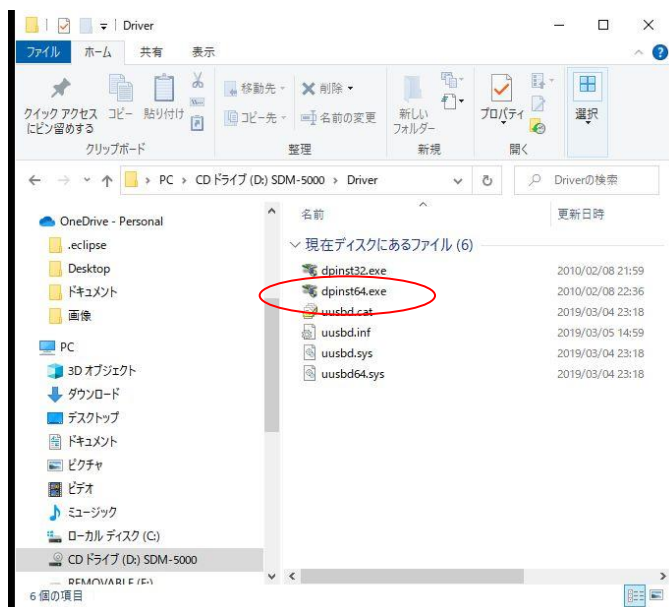 Driver
ファイル ホーム 共有 表示
クイック アクセス
にピン留めする
コピー 貼り付け
移動先 削除
コピー先 名前の変更
新しい
フォルダー
プロパティ
選択
クリップボード 整理 新規 開く
PC › CD ドライブ (D:) SDM-5000 › Driver
Driverの検索
名前 更新日時
現在ディスクにあるファイル (6)
dpinst32.exe 2010/02/08 21:59
dpinst64.exe 2010/02/08 22:36
uusbd.cat 2019/03/04 23:18
uusbd.inf 2019/03/05 14:59
uusbd.sys 2019/03/04 23:18
uusbd64.sys 2019/03/04 23:18
OneDrive - Personal
.eclipse
Desktop
ドキュメント
画像
PC
3D オブジェクト
ダウンロード
デスクトップ
ドキュメント
ピクチャ
ビデオ
ミュージック
ローカル ディスク (C:)
CD ドライブ (D:) SDM-5000
REMOVABLE (E:)
6 個の項目